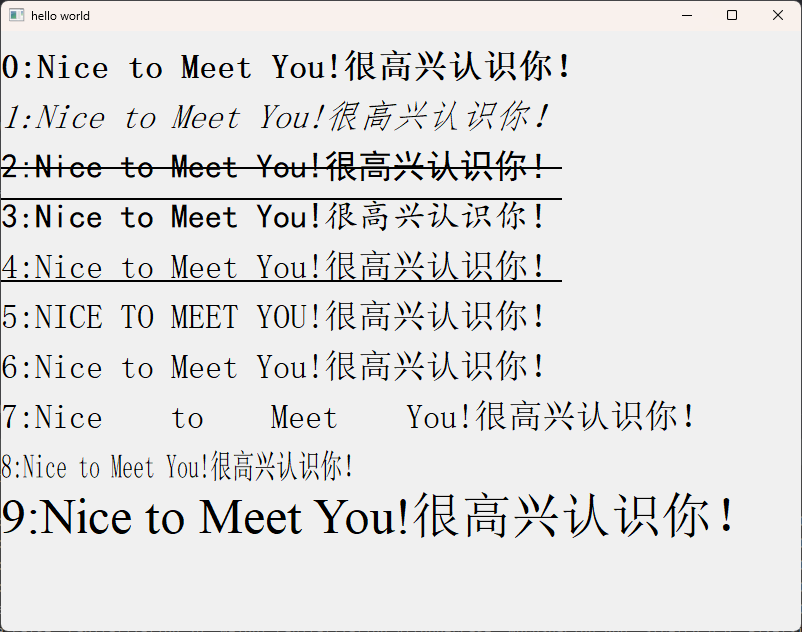 hello world
0:Nice to Meet You!很高兴认识你！
1:Nice to Meet You!很高兴认识你！
2:Nice to Meet You!很高兴认识你！
3:Nice to Meet You!很高兴认识你！
4:Nice to Meet You!很高兴认识你！
5:NICE TO MEET YOU!很高兴认识你！
6:Nice to Meet You!很高兴认识你！
7:Nice to Meet You!很高兴认识你！
8:Nice to Meet You!很高兴认识你！
9:Nice to Meet You!很高兴认识你！